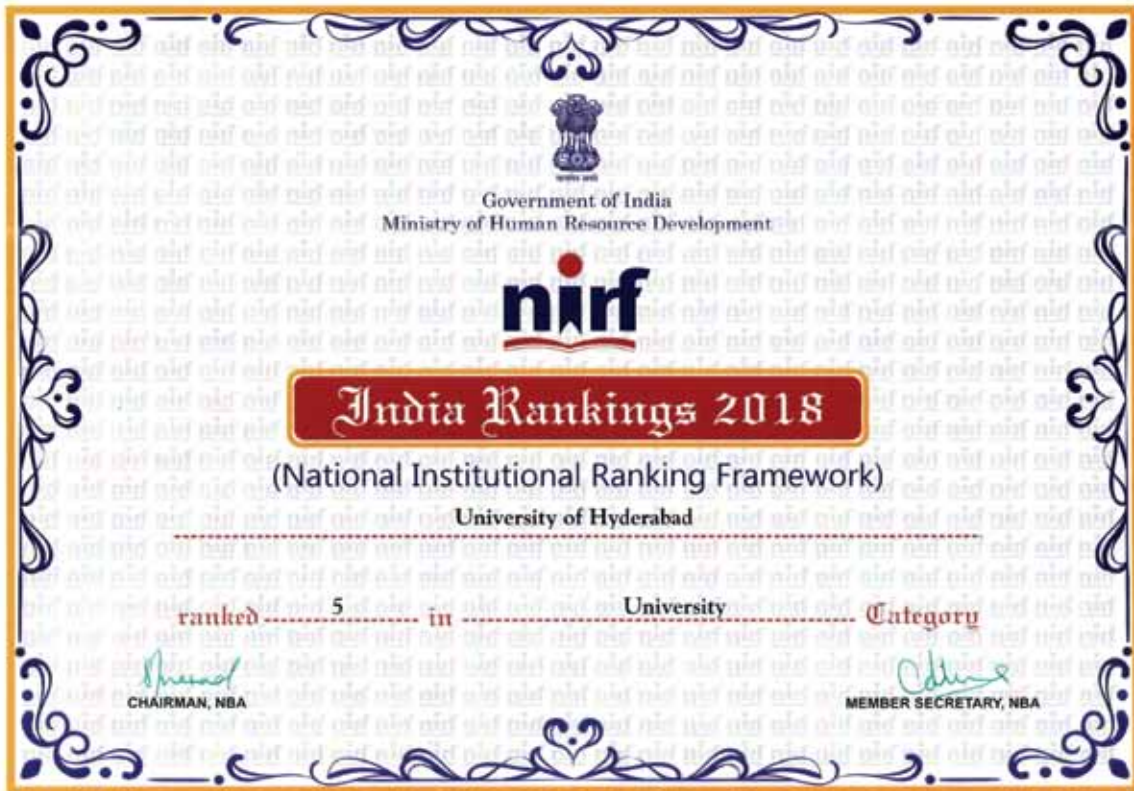 Government of India
Ministry of Human Resource Development
nirf
India Rankings 2018
(National Institutional Ranking Framework)
University of Hyderabad
ranked 5 in University Category
CHAIRMAN, NBA
MEMBER SECRETARY, NBA